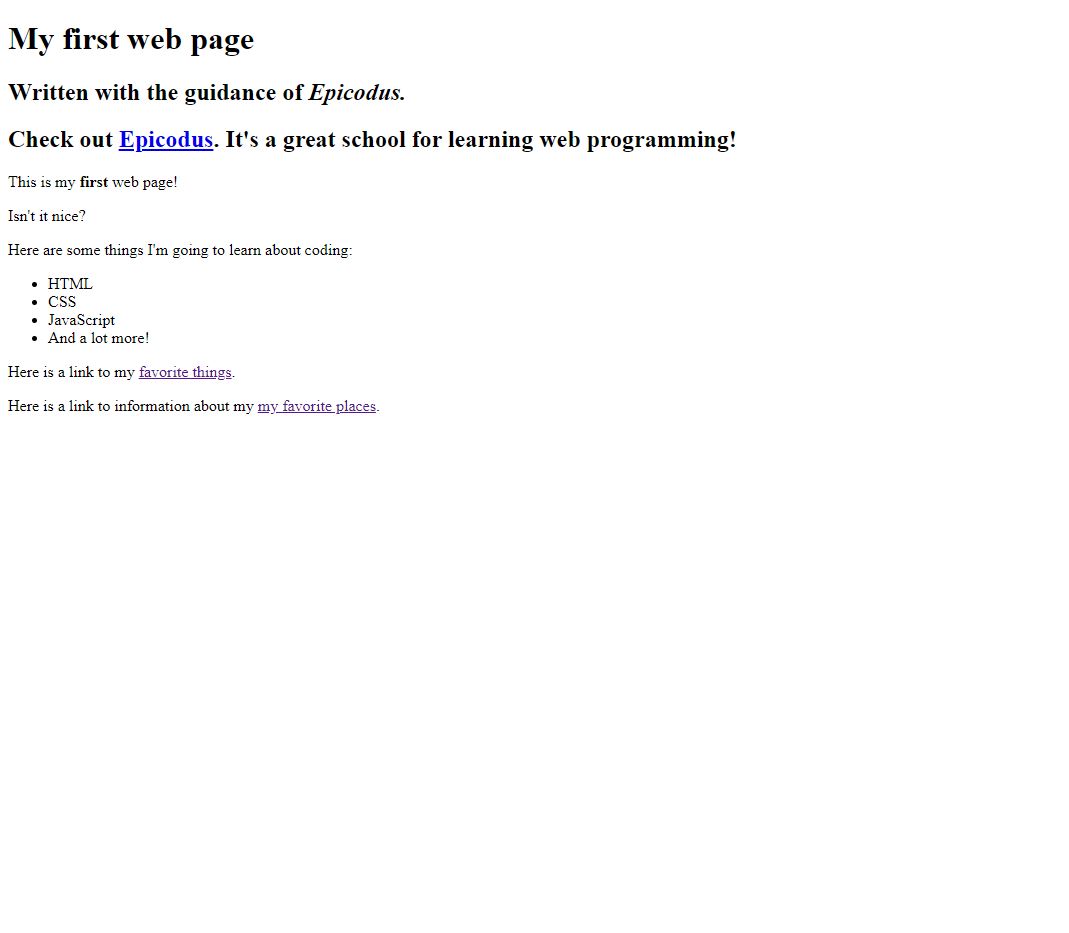 My first web page
Written with the guidance of Epicodus.
Check out Epicodus. It's a great school for learning web programming!
This is my first web page!
Isn't it nice?
Here are some things I'm going to learn about coding:
• HTML
• CSS
• JavaScript
• And a lot more!
Here is a link to my favorite things.
Here is a link to information about my my favorite places.